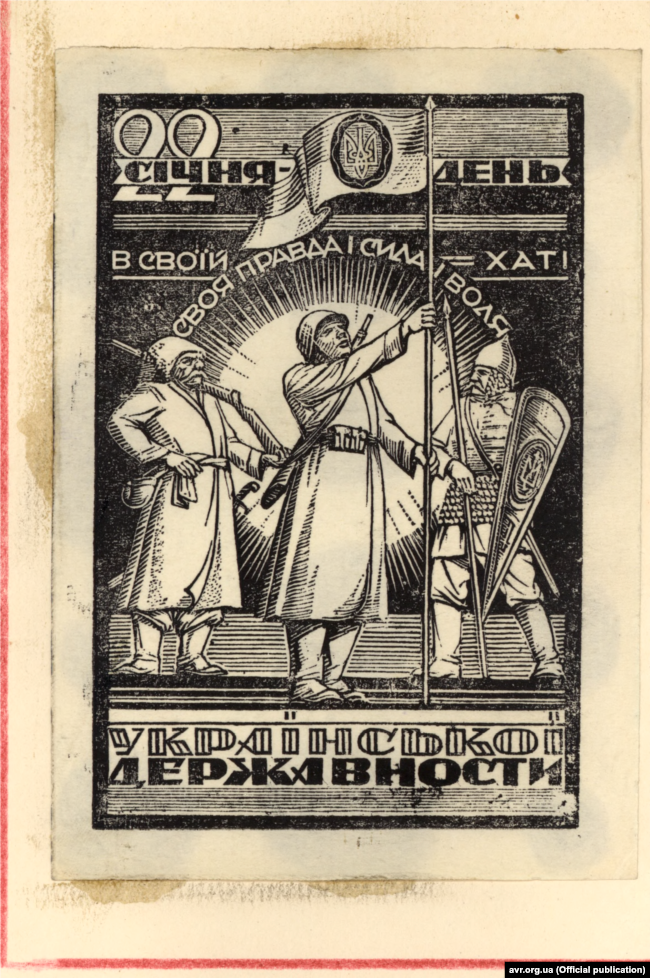 22
СІЧНЯ- ДЕНЬ
В СВОЇЙ = ХАТІ
СВОЯ ПРАВДА І СИЛА І ВОЛЯ
УКРАЇНСЬКОЇ
ДЕРЖАВНОСТИ
avr.org.ua (Official publication)